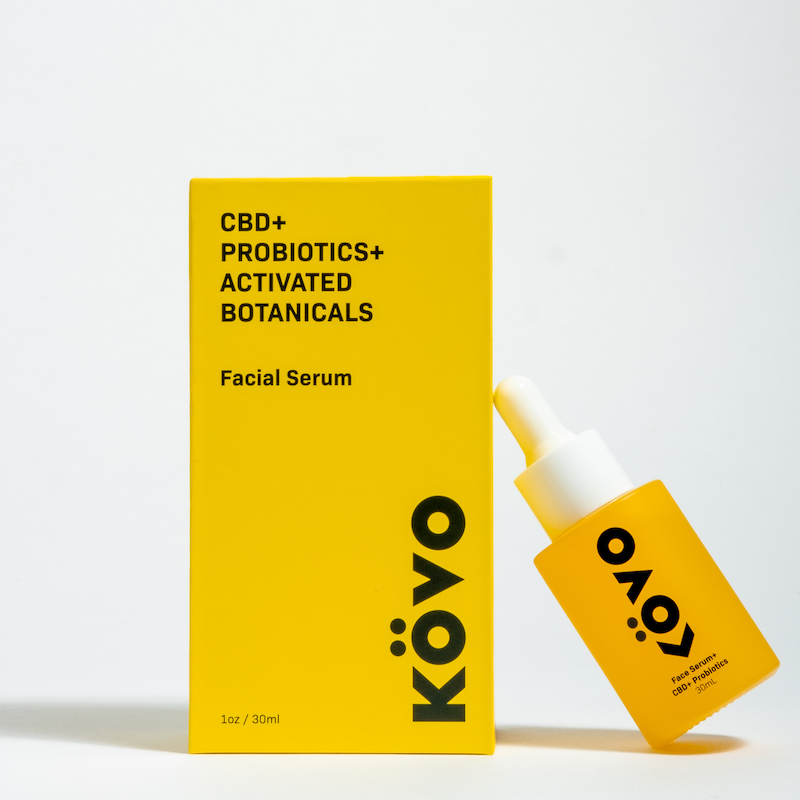 CBD+
PROBIOTICS+
ACTIVATED
BOTANICALS
Facial Serum
Kövo
1oz / 30ml
Kövo
Face Serum+
CBD+ Probiotics
30mL